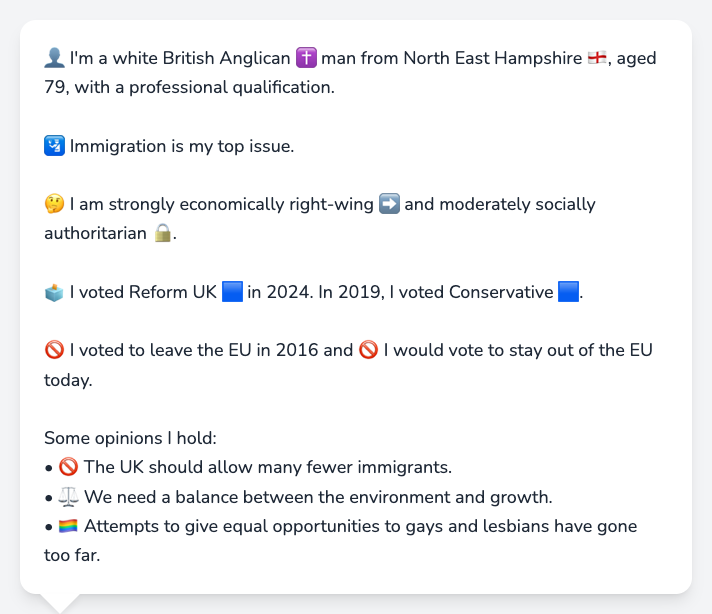 👤 I'm a white British Anglican ✝️ man from North East Hampshire 🏴󠁧󠁢󠁥󠁮󠁧󠁿, aged
79, with a professional qualification.
🛂 Immigration is my top issue.
🤔 I am strongly economically right-wing ➡️ and moderately socially
authoritarian 🔒.
🗳️ I voted Reform UK 🟦 in 2024. In 2019, I voted Conservative 🟦.
🚫 I voted to leave the EU in 2016 and 🚫 I would vote to stay out of the EU
today.
Some opinions I hold:
• 🚫 The UK should allow many fewer immigrants.
• ⚖️ We need a balance between the environment and growth.
• 🏳️‍🌈 Attempts to give equal opportunities to gays and lesbians have gone
too far.